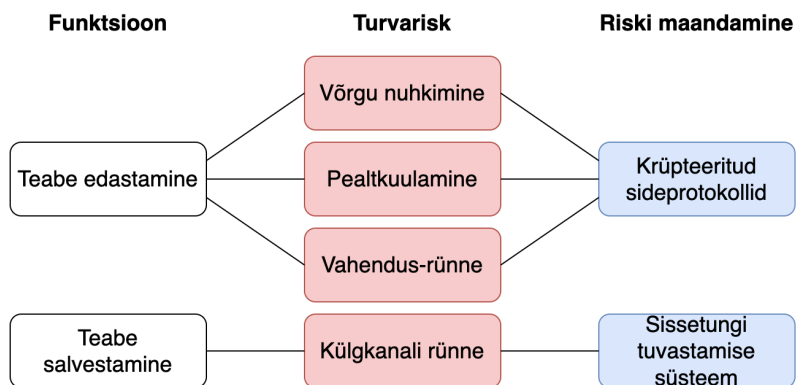 Funktsioon
Turvarisk
Riski maandamine
Võrgu nuhkimine
Teabe edastamine
Pealtkuulamine
Krüpteeritud
sideprotokollid
Vahendus-rünne
Teabe
salvestamine
Külgkanali rünne
Sissetungi
tuvastamise
süsteem